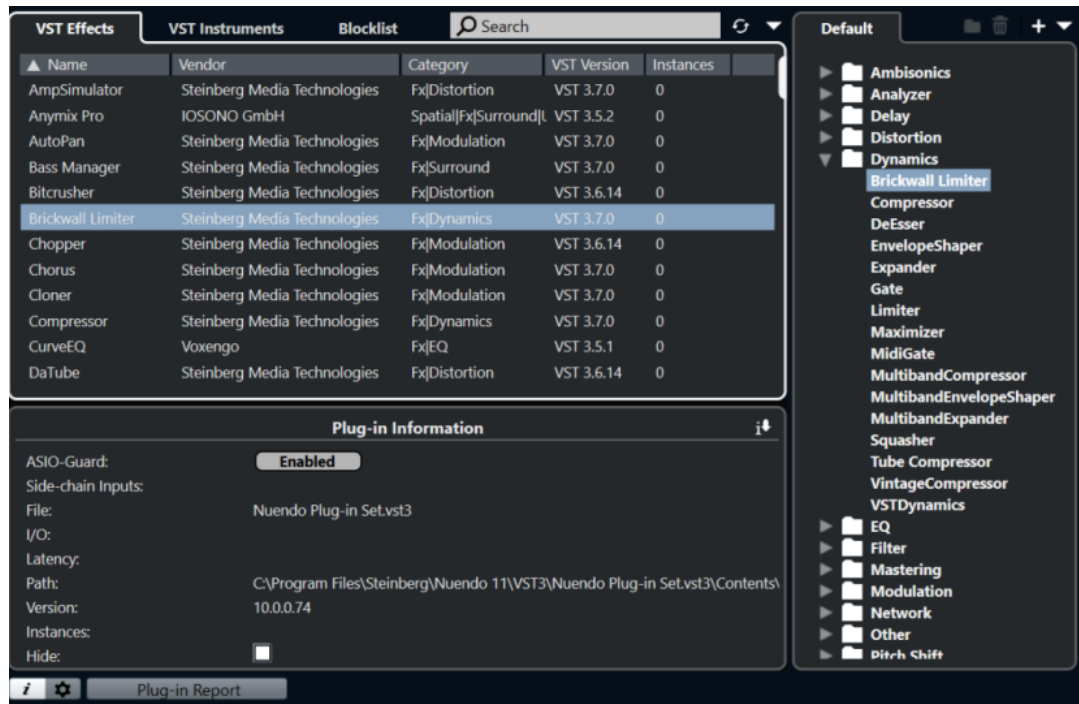 VST Effects VST Instruments Blocklist Search
Name Vendor Category VST Version Instances
AmpSimulator Steinberg Media Technologies Fx|Distortion VST 3.7.0 0
Anymix Pro IOSONO GmbH Spatial|Fx|Surround| VST 3.5.2 0
AutoPan Steinberg Media Technologies Fx|Modulation VST 3.7.0 0
Bass Manager Steinberg Media Technologies Fx|Surround VST 3.7.0 0
Bitcrusher Steinberg Media Technologies Fx|Distortion VST 3.6.14 0
Brickwall Limiter Steinberg Media Technologies Fx|Dynamics VST 3.7.0 0
Chopper Steinberg Media Technologies Fx|Modulation VST 3.6.14 0
Chorus Steinberg Media Technologies Fx|Modulation VST 3.7.0 0
Cloner Steinberg Media Technologies Fx|Modulation VST 3.7.0 0
Compressor Steinberg Media Technologies Fx|Dynamics VST 3.7.0 0
CurveEQ Voxengo Fx|EQ VST 3.5.1 0
DaTube Steinberg Media Technologies Fx|Distortion VST 3.6.14 0
Plug-in Information i
ASIO-Guard: Enabled
Side-chain Inputs:
File: Nuendo Plug-in Set.vst3
I/O:
Latency:
Path: C:\Program Files\Steinberg\Nuendo 11\VST3\Nuendo Plug-in Set.vst3\Contents\
Version: 10.0.0.74
Instances:
Hide:
i Plug-in Report
Default
Ambisonics
Analyzer
Delay
Distortion
Dynamics
Brickwall Limiter
Compressor
DeEsser
EnvelopeShaper
Expander
Gate
Limiter
Maximizer
MidiGate
MultibandCompressor
MultibandEnvelopeShaper
MultibandExpander
Squasher
Tube Compressor
VintageCompressor
VSTDynamics
EQ
Filter
Mastering
Modulation
Network
Other
Pitch Shift